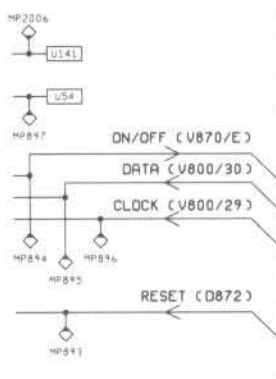 MP2006
U141
U54
MP897
ON/OFF (V870/E)
DATA (V800/30)
CLOCK (V800/29)
MP894
MP896
MP895
RESET (D872)
MP893